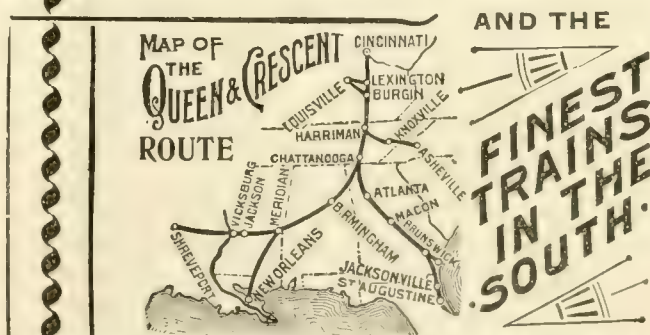 MAP OF
THE
QUEEN & CRESCENT
ROUTE
CINCINNATI
LOUISVILLE
LEXINGTON
BURGIN
HARRIMAN
KNOXVILLE
ASHEVILLE
CHATTANOOGA
ATLANTA
MACON
BRUNSWICK
BIRMINGHAM
MERIDIAN
VICKSBURG
JACKSON
SHREVEPORT
NEW ORLEANS
JACKSONVILLE
ST AUGUSTINE
AND THE
FINEST
TRAINS
IN THE
SOUTH.